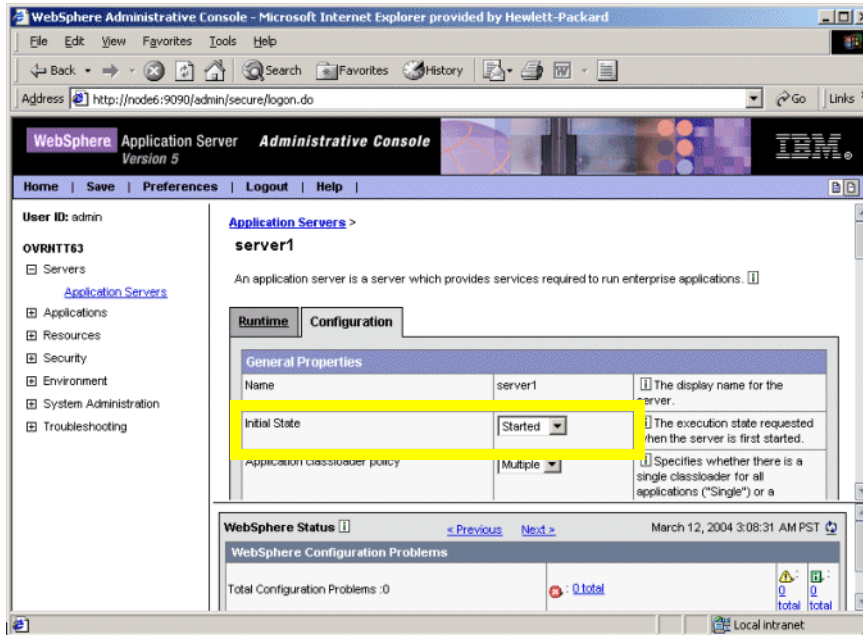 WebSphere Administrative Console - Microsoft Internet Explorer provided by Hewlett-Packard
File Edit View Favorites Tools Help
Back Search Favorites History
Address http://node6:9090/admin/secure/logon.do Go Links
WebSphere Application Server Administrative Console
Version 5
IBM
Home | Save | Preferences | Logout | Help |
User ID: admin
OVRNTT63
Servers
Application Servers
Applications
Resources
Security
Environment
System Administration
Troubleshooting
Application Servers >
server1
An application server is a server which provides services required to run enterprise applications.
Runtime Configuration
General Properties
Name server1 The display name for the
server.
Initial State Started The execution state requested
when the server is first started.
Application classloader policy Multiple Specifies whether there is a
single classloader for all
applications ("Single") or a
WebSphere Status < Previous Next > March 12, 2004 3:08:31 AM PST
WebSphere Configuration Problems
Total Configuration Problems :0 : 0 total : 0 total : 0 total
Local intranet